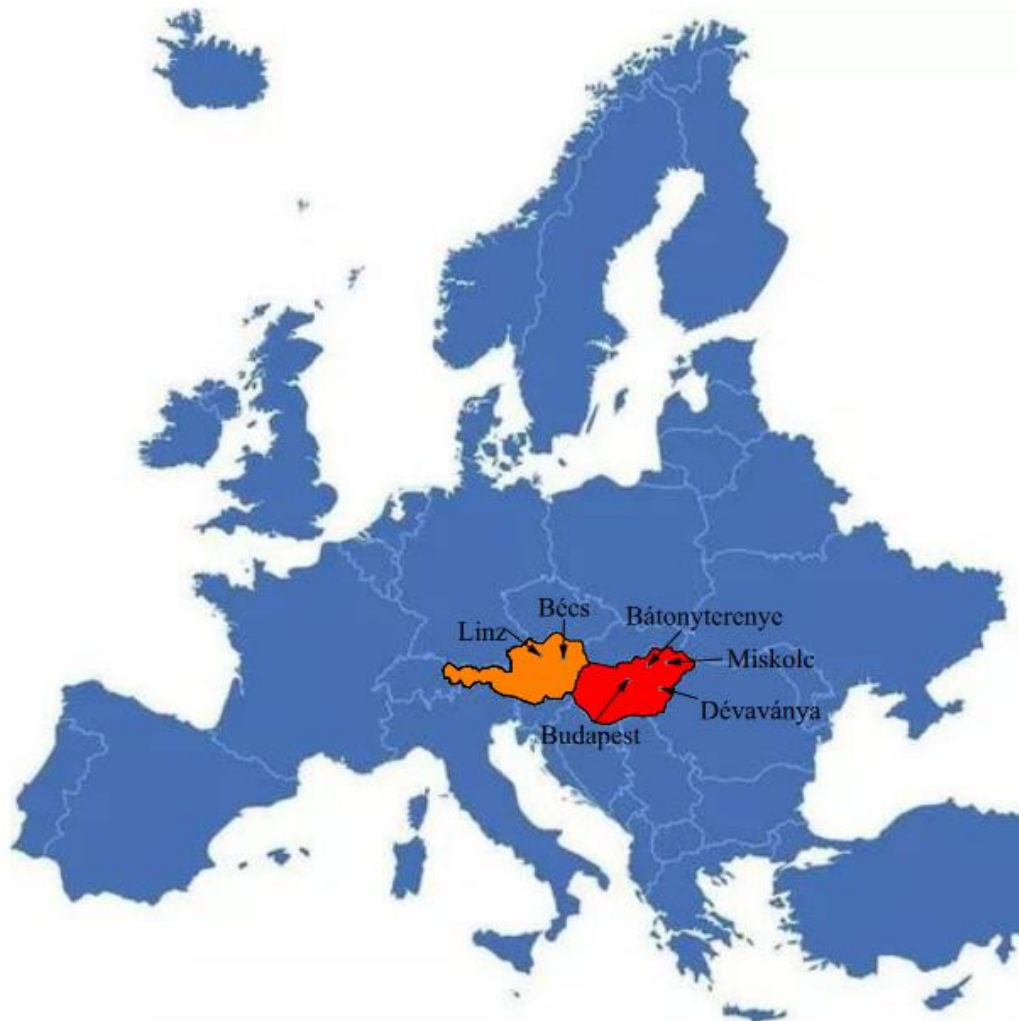 Bécs
Bátonyterenye
Linz
Miskolc
Dévaványa
Budapest